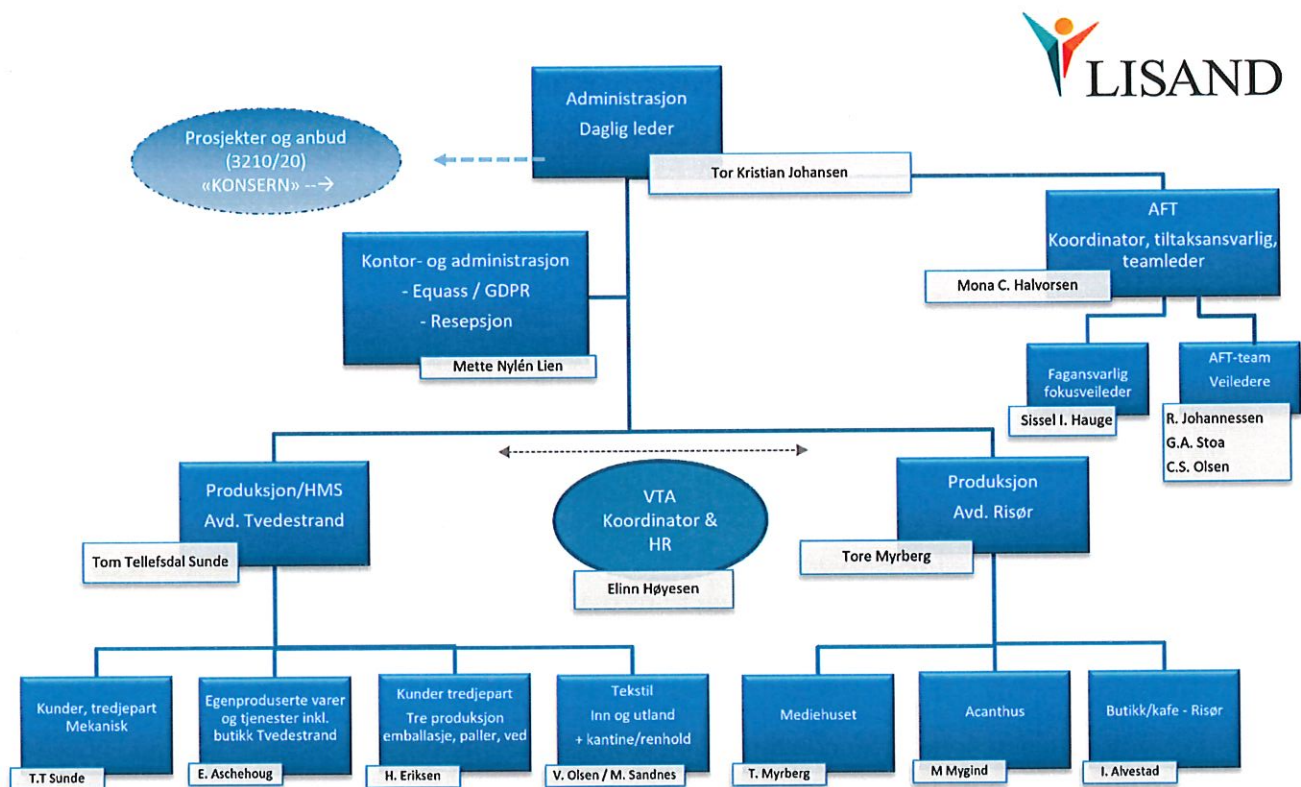 LISAND
Administrasjon
Daglig leder
Tor Kristian Johansen
Prosjekter og anbud
(3210/20)
«KONSERN» --→
AFT
Koordinator, tiltaksansvarlig,
teamleder
Mona C. Halvorsen
Kontor- og administrasjon
- Equass / GDPR
- Resepsjon
Mette Nylén Lien
Fagansvarlig
fokusveileder
Sissel I. Hauge
AFT-team
Veiledere
R. Johannessen
G.A. Stoa
C.S. Olsen
Produksjon/HMS
Avd. Tvedestrand
Tom Tellefsdal Sunde
VTA
Koordinator &
HR
Elinn Høyesen
Produksjon
Avd. Risør
Tore Myrberg
Kunder, tredjepart
Mekanisk
T.T Sunde
Egenproduserte varer
og tjenester inkl.
butikk Tvedestrand
E. Aschehoug
Kunder tredjepart
Tre produksjon
emballasje, paller, ved
H. Eriksen
Tekstil
Inn og utland
+ kantine/renhold
V. Olsen / M. Sandnes
Mediehuset
T. Myrberg
Acanthus
M Mygind
Butikk/kafe - Risør
I. Alvestad